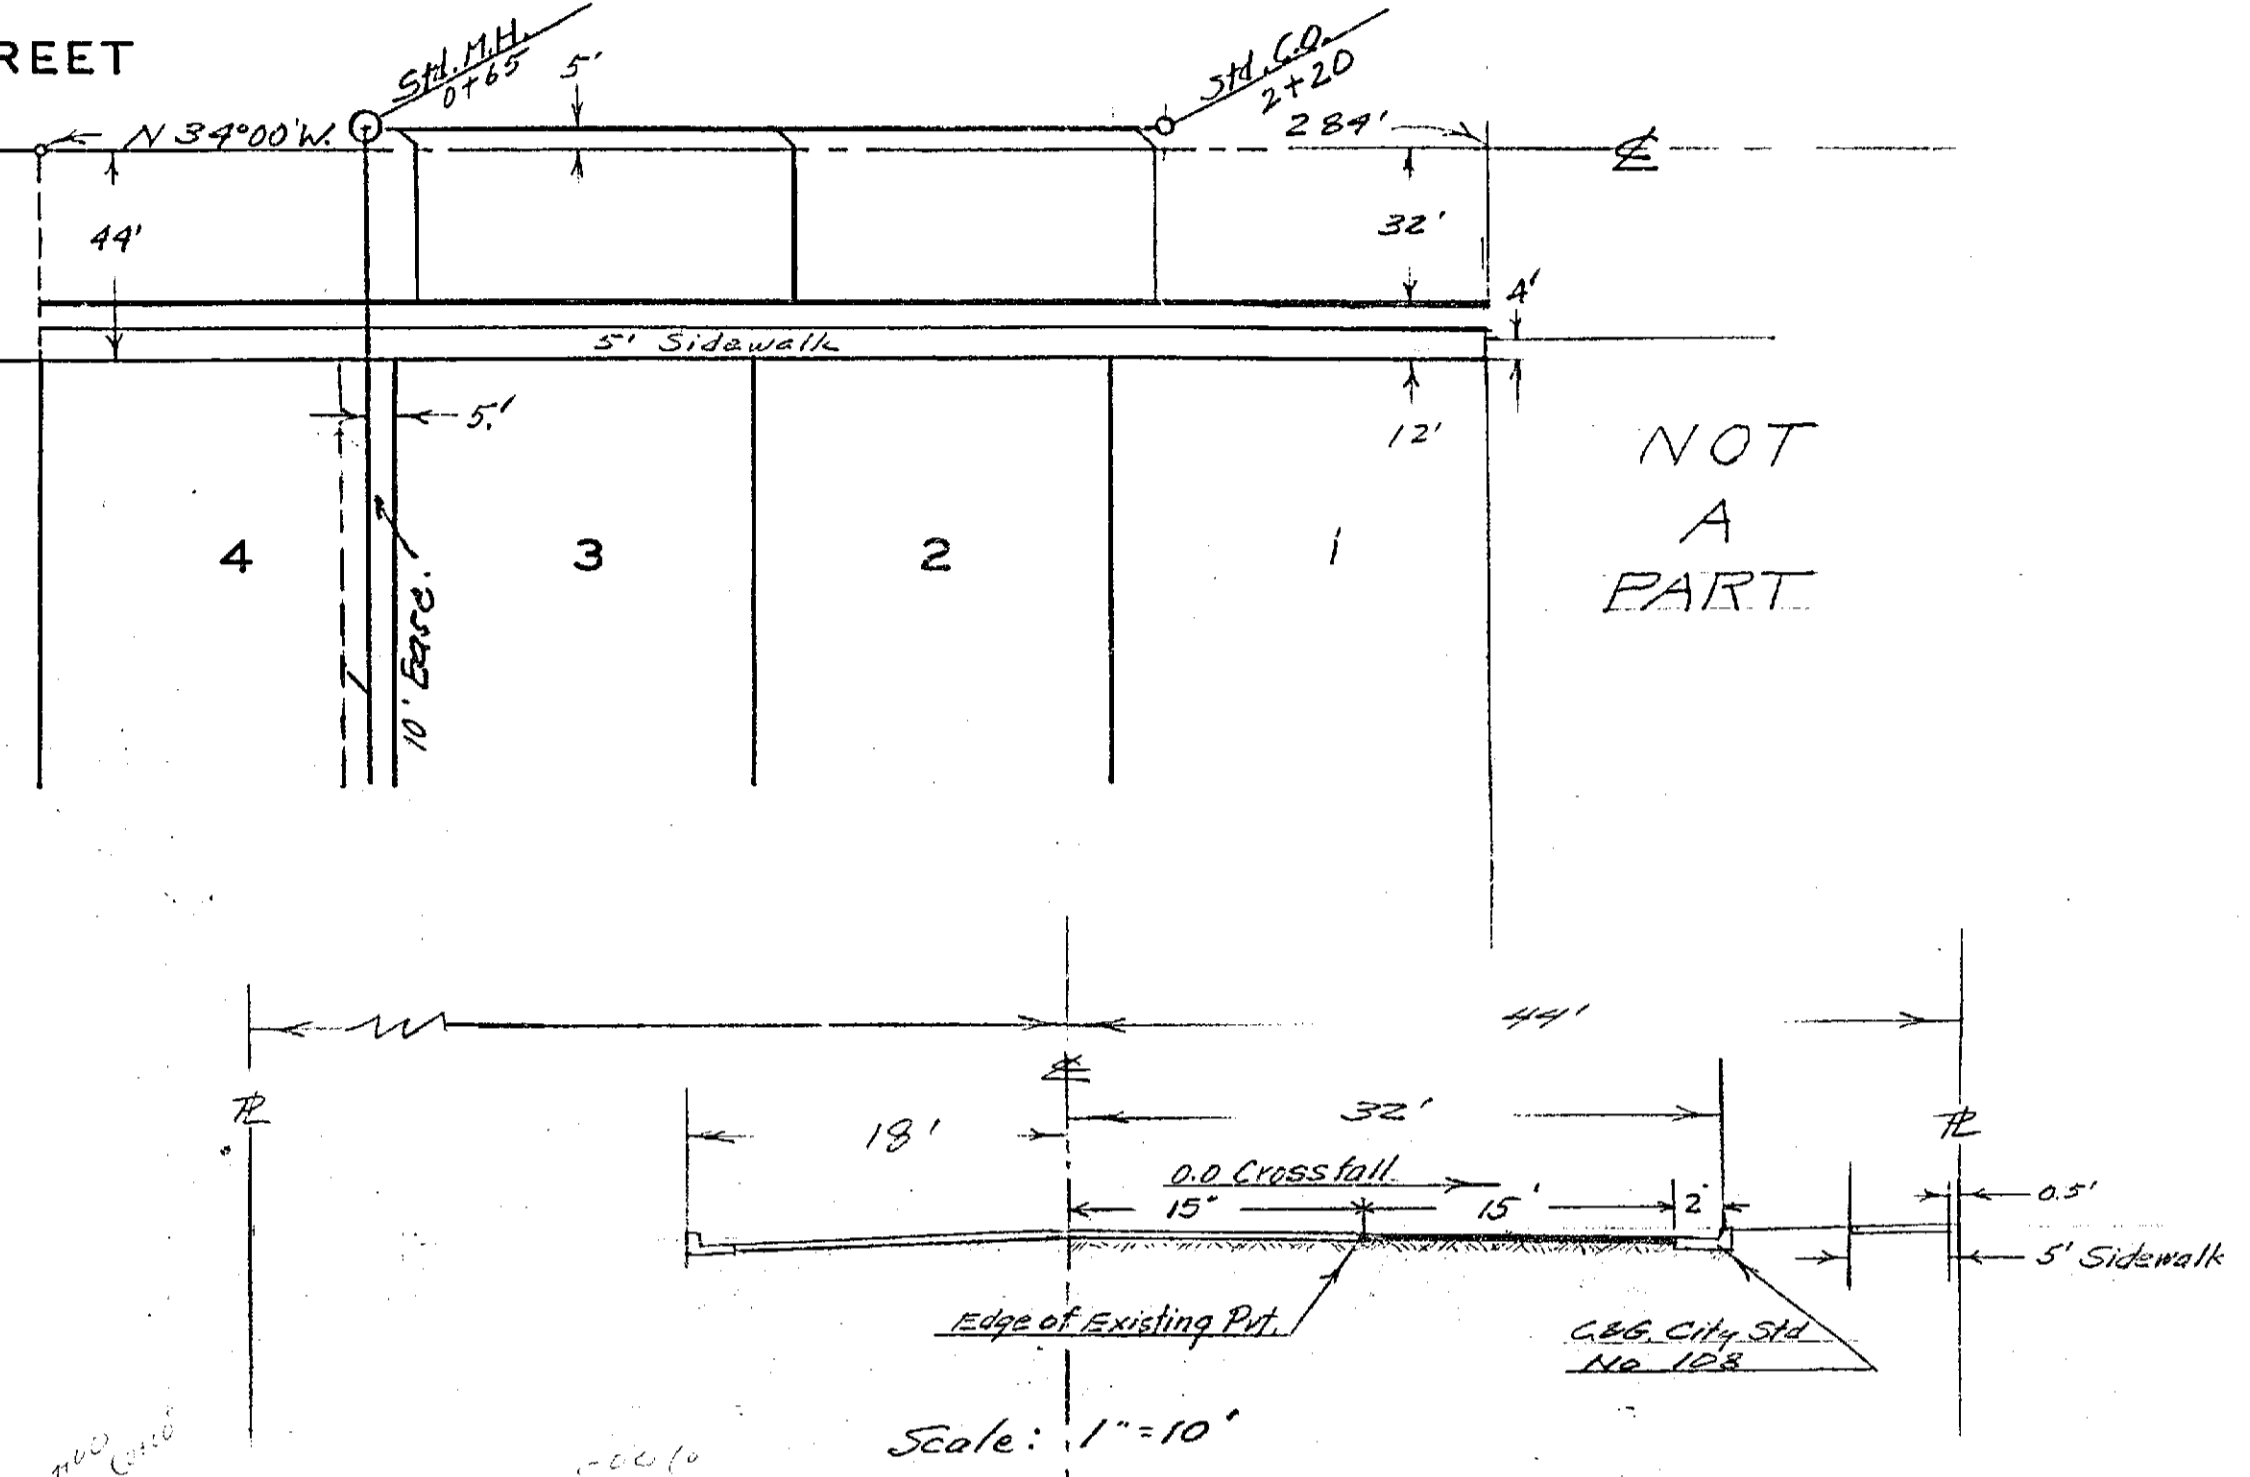 REET
Std. M.H.
0+65
5'
Std. C.O.
2+20
N 34°00'W.
284'
℄
44'
32'
4'
5' Sidewalk
5.'
12'
NOT
A
PART
4
3
2
1
10' Ease.
44'
℄
PL
18'
32'
PL
0.0 Crossfall
15'
15'
2'
0.5'
5' Sidewalk
Edge of Existing Pvt.
C.&G. City Std
No 108
Scale: 1"=10'